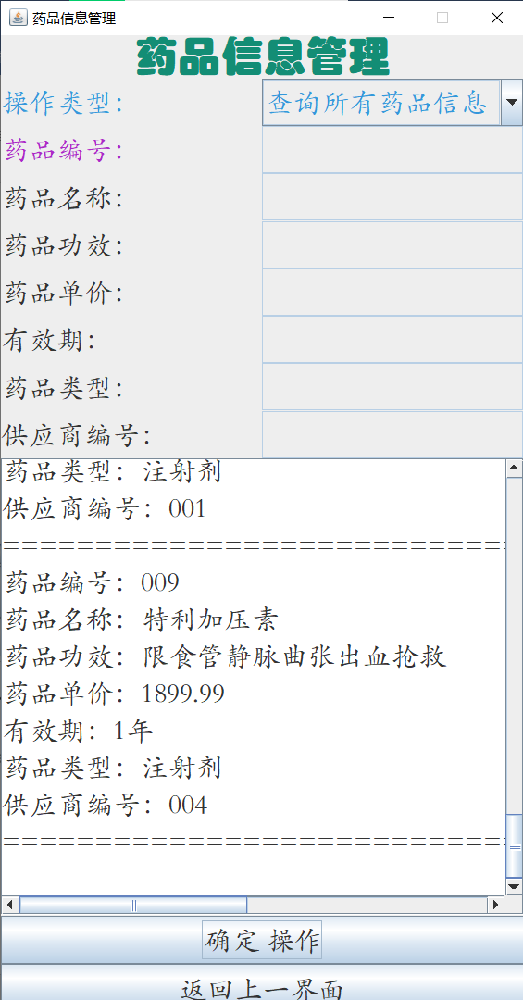 药品信息管理
药品信息管理
操作类型：
查询所有药品信息
药品编号：
药品名称：
药品功效：
药品单价：
有效期：
药品类型：
供应商编号：
药品类型：注射剂
供应商编号：001
=================================
药品编号：009
药品名称：特利加压素
药品功效：限食管静脉曲张出血抢救
药品单价：1899.99
有效期：1年
药品类型：注射剂
供应商编号：004
=================================
确定 操作
返回上一界面